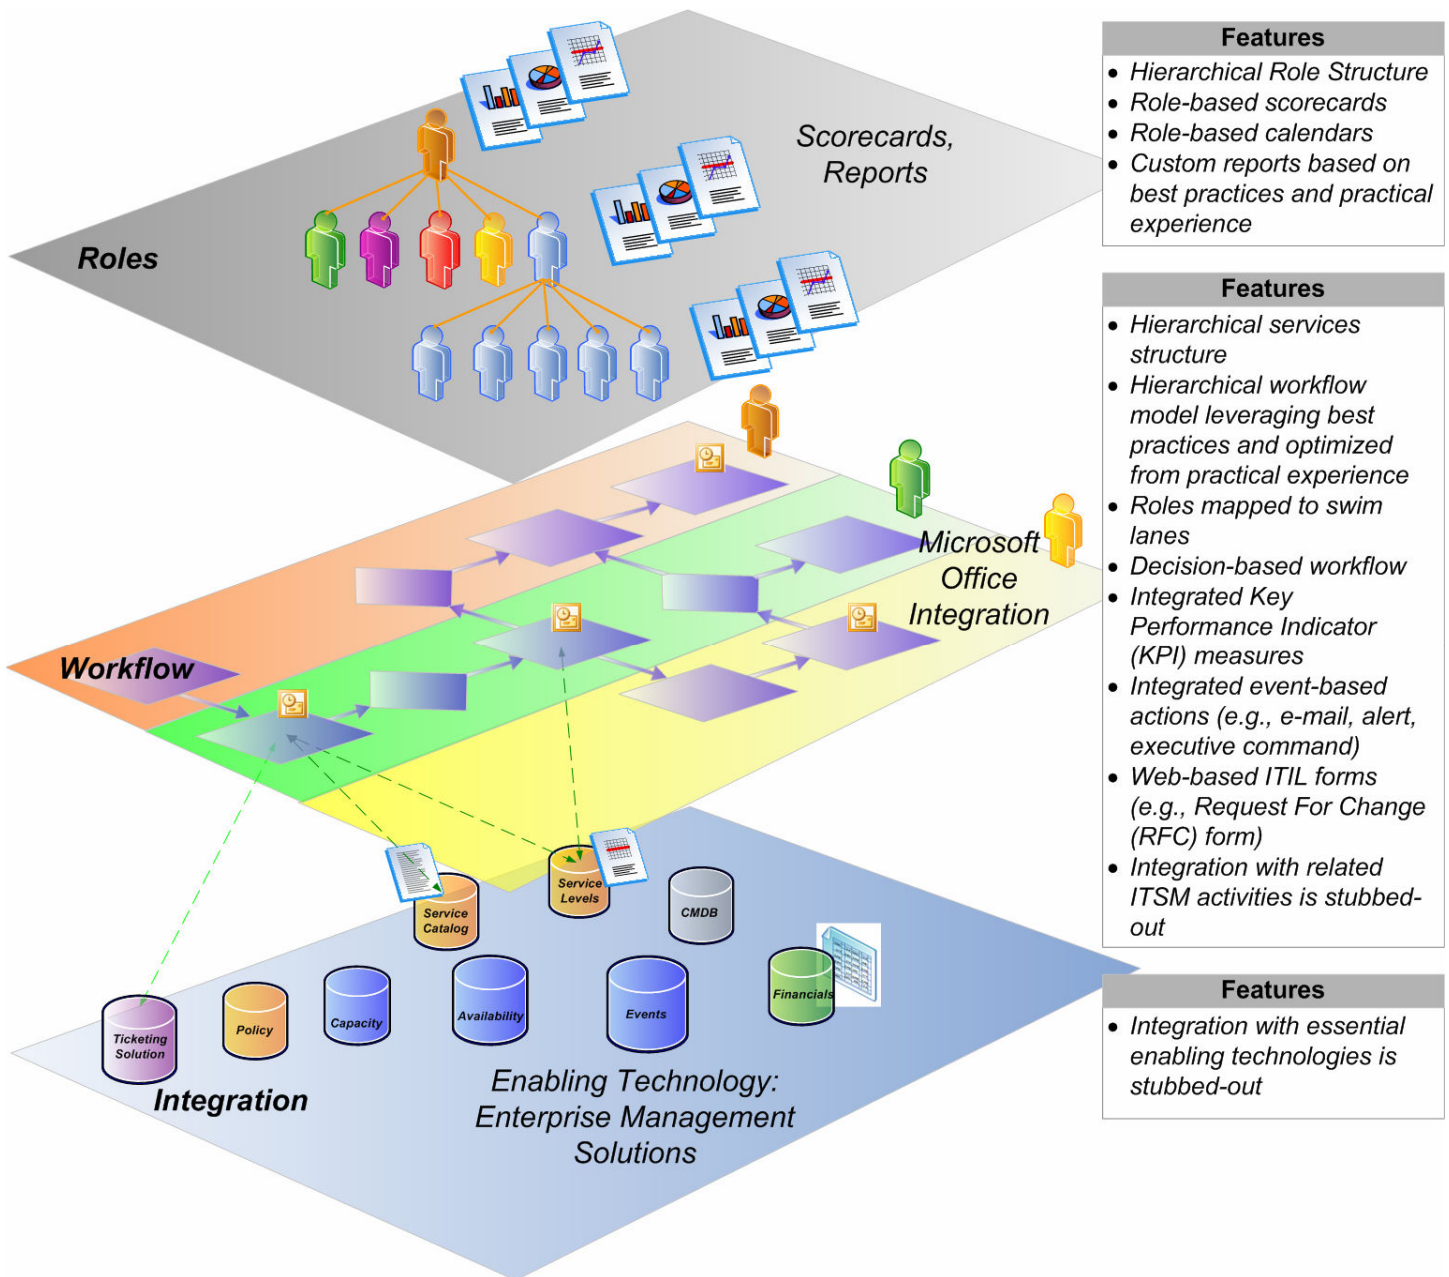 Scorecards,
Reports
Roles
Features
• Hierarchical Role Structure
• Role-based scorecards
• Role-based calendars
• Custom reports based on
best practices and practical
experience
Features
• Hierarchical services
structure
• Hierarchical workflow
model leveraging best
practices and optimized
from practical experience
• Roles mapped to swim
lanes
• Decision-based workflow
• Integrated Key
Performance Indicator
(KPI) measures
• Integrated event-based
actions (e.g., e-mail, alert,
executive command)
• Web-based ITIL forms
(e.g., Request For Change
(RFC) form)
• Integration with related
ITSM activities is stubbed-
out
Microsoft
Office
Integration
Workflow
Service
Levels
Service
Catalog
CMDB
Financials
Events
Availability
Capacity
Policy
Ticketing
Solution
Integration
Enabling Technology:
Enterprise Management
Solutions
Features
• Integration with essential
enabling technologies is
stubbed-out